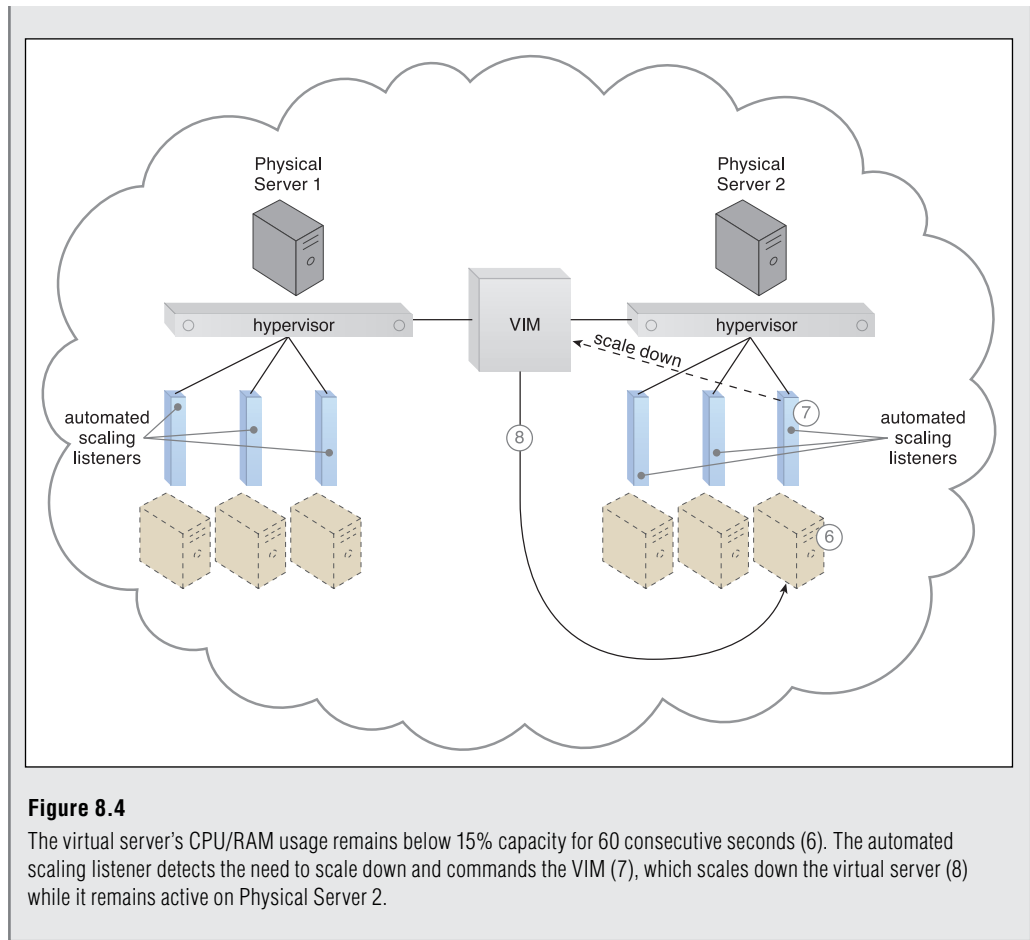 Physical
Server 1
Physical
Server 2
hypervisor
VIM
hypervisor
scale down
automated
scaling
listeners
7
automated
scaling
listeners
8
6
Figure 8.4
The virtual server’s CPU/RAM usage remains below 15% capacity for 60 consecutive seconds (6). The automated
scaling listener detects the need to scale down and commands the VIM (7), which scales down the virtual server (8)
while it remains active on Physical Server 2.